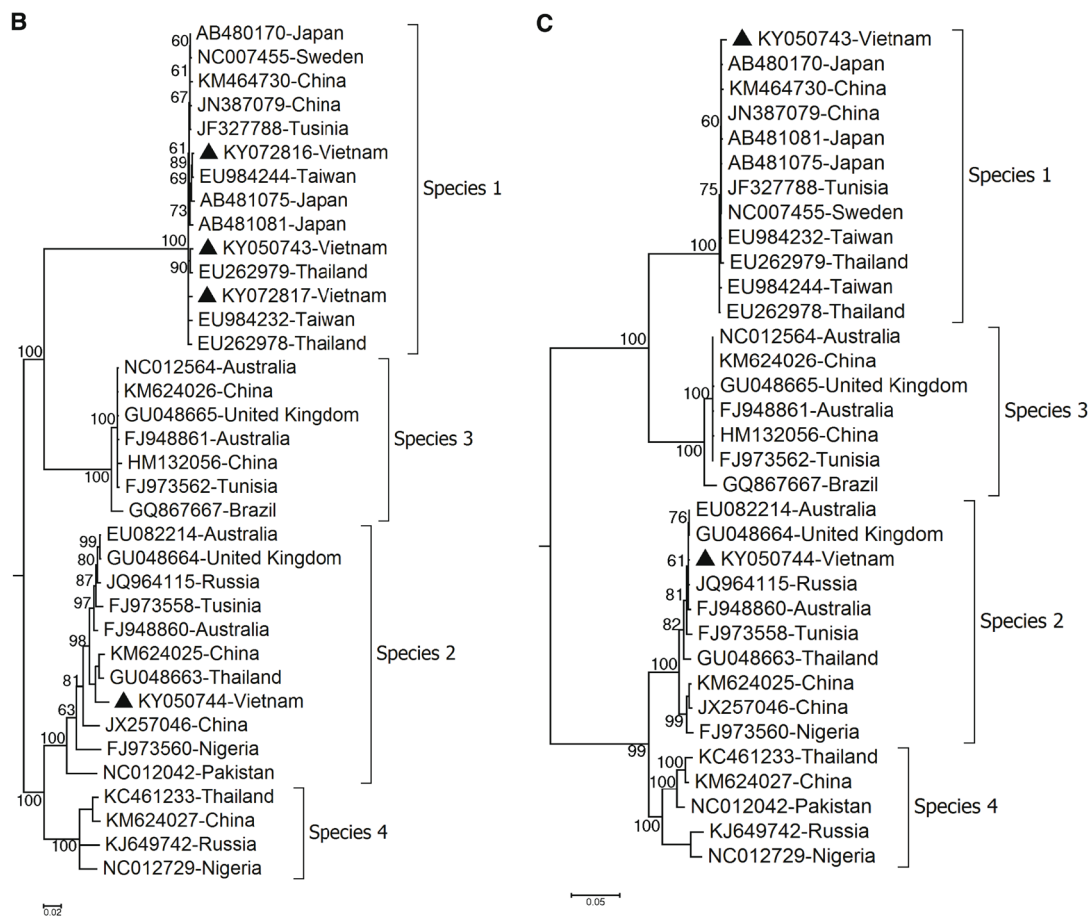 B
AB480170-Japan
60
NC007455-Sweden
61
KM464730-China
67
JN387079-China
JF327788-Tusinia
61
KY072816-Vietnam
89
EU984244-Taiwan
69
Species 1
AB481075-Japan
73
AB481081-Japan
100
KY050743-Vietnam
90
EU262979-Thailand
KY072817-Vietnam
EU984232-Taiwan
EU262978-Thailand
100
NC012564-Australia
KM624026-China
100
GU048665-United Kingdom
FJ948861-Australia
Species 3
HM132056-China
100
FJ973562-Tunisia
GQ867667-Brazil
EU082214-Australia
99
GU048664-United Kingdom
80
JQ964115-Russia
87
FJ973558-Tusinia
97
FJ948860-Australia
98
KM624025-China
Species 2
GU048663-Thailand
81
KY050744-Vietnam
63
JX257046-China
100
FJ973560-Nigeria
NC012042-Pakistan
100
KC461233-Thailand
KM624027-China
Species 4
100
KJ649742-Russia
NC012729-Nigeria
0.02
C
KY050743-Vietnam
AB480170-Japan
KM464730-China
JN387079-China
60
AB481081-Japan
AB481075-Japan
Species 1
75
JF327788-Tunisia
NC007455-Sweden
100
EU984232-Taiwan
EU262979-Thailand
EU984244-Taiwan
EU262978-Thailand
100
NC012564-Australia
KM624026-China
100
GU048665-United Kingdom
FJ948861-Australia
Species 3
HM132056-China
100
FJ973562-Tunisia
GQ867667-Brazil
EU082214-Australia
76
GU048664-United Kingdom
61
KY050744-Vietnam
JQ964115-Russia
81
FJ948860-Australia
Species 2
82
FJ973558-Tunisia
100
GU048663-Thailand
KM624025-China
JX257046-China
99
FJ973560-Nigeria
99
KC461233-Thailand
100
KM624027-China
100
NC012042-Pakistan
Species 4
100
KJ649742-Russia
NC012729-Nigeria
0.05